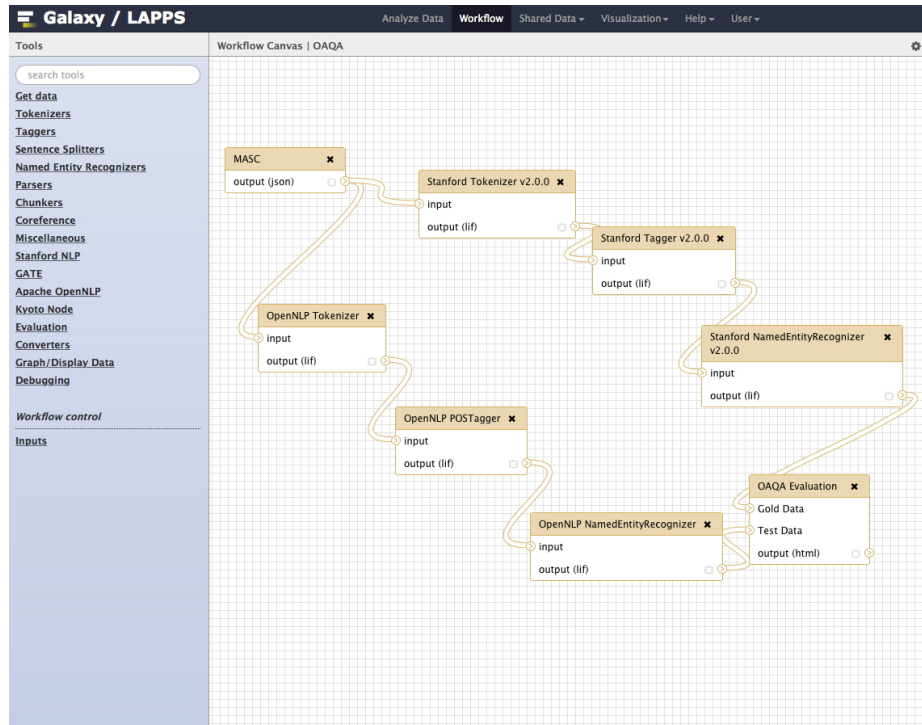 Galaxy / LAPPS
Analyze Data Workflow Shared Data Visualization Help User
Tools
Workflow Canvas | OAQA
search tools
Get data
Tokenizers
Taggers
Sentence Splitters
Named Entity Recognizers
Parsers
Chunkers
Coreference
Miscellaneous
Stanford NLP
GATE
Apache OpenNLP
Kyoto Node
Evaluation
Converters
Graph/Display Data
Debugging
Workflow control
Inputs
MASC
output (json)
Stanford Tokenizer v2.0.0
input
output (lif)
Stanford Tagger v2.0.0
input
output (lif)
OpenNLP Tokenizer
input
output (lif)
Stanford NamedEntityRecognizer
v2.0.0
input
output (lif)
OpenNLP POSTagger
input
output (lif)
OAQA Evaluation
Gold Data
Test Data
output (html)
OpenNLP NamedEntityRecognizer
input
output (lif)